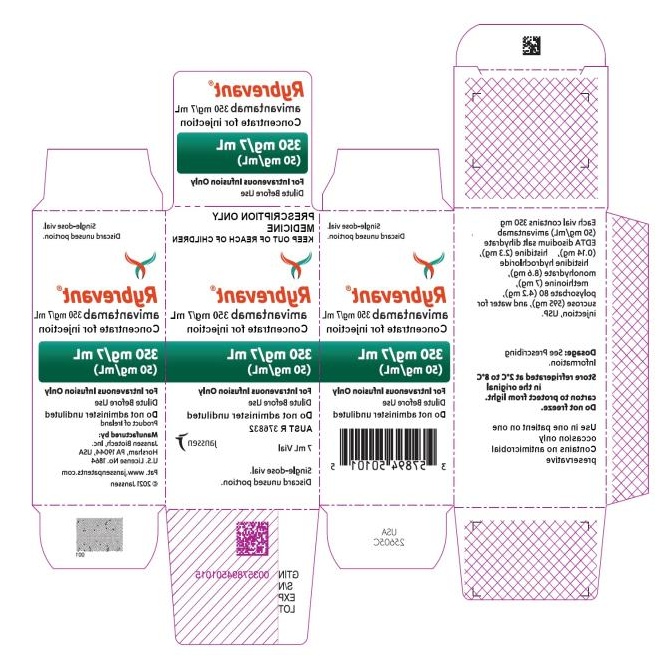 Rybrevant®
amivantamab 350 mg/7 mL
Concentrate for injection
350 mg/7 mL
(50 mg/mL)
For Intravenous Infusion Only
Dilute Before Use
Each vial contains 350 mg
(50 mg/mL) amivantamab
EDTA disodium salt dihydrate
(0.14 mg), histidine (2.3 mg),
histidine hydrochloride
monohydrate (8.6 mg),
methionine (7 mg),
polysorbate 80 (4.2 mg),
sucrose (595 mg), and water for
injection, USP.
Dosage: See Prescribing
Information.
Store refrigerated at 2°C to 8°C
in the original
carton to protect from light.
Do not freeze.
Use in one patient on one
occasion only
Contains no antimicrobial
preservative
Single-dose vial.
Discard unused portion.
Rybrevant®
amivantamab 350 mg/7 mL
Concentrate for injection
350 mg/7 mL
(50 mg/mL)
For Intravenous Infusion Only
Dilute Before Use
Do not administer undiluted
3 57894 50101 5
USA
25605C
PRESCRIPTION ONLY
MEDICINE
KEEP OUT OF REACH OF CHILDREN
Rybrevant®
amivantamab 350 mg/7 mL
Concentrate for injection
350 mg/7 mL
(50 mg/mL)
For Intravenous Infusion Only
Dilute Before Use
Do not administer undiluted
AUST R 376832
7 mL Vial
janssen
Single-dose vial.
Discard unused portion.
GTIN 00357894501015
S/N
EXP
LOT
Single-dose vial.
Discard unused portion.
Rybrevant®
amivantamab 350 mg/7 mL
Concentrate for injection
350 mg/7 mL
(50 mg/mL)
For Intravenous Infusion Only
Dilute Before Use
Do not administer undiluted
Product of Ireland
Manufactured by:
Janssen Biotech, Inc.
Horsham, PA 19044, USA
U.S. License No. 1864
Pat. www.janssenpatents.com
© 2021 Janssen
001